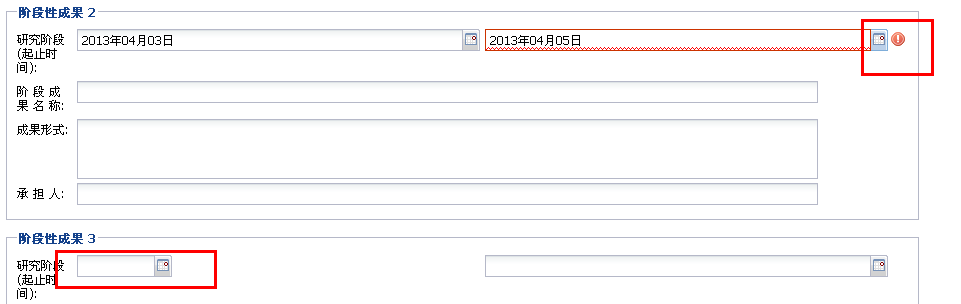 阶段性成果 2
研究阶段 2013年04月03日 2013年04月05日
(起止时
间):
阶 段 成
果 名 称:
成果形式:
承 担 人:
阶段性成果 3
研究阶段
(起止时
间):